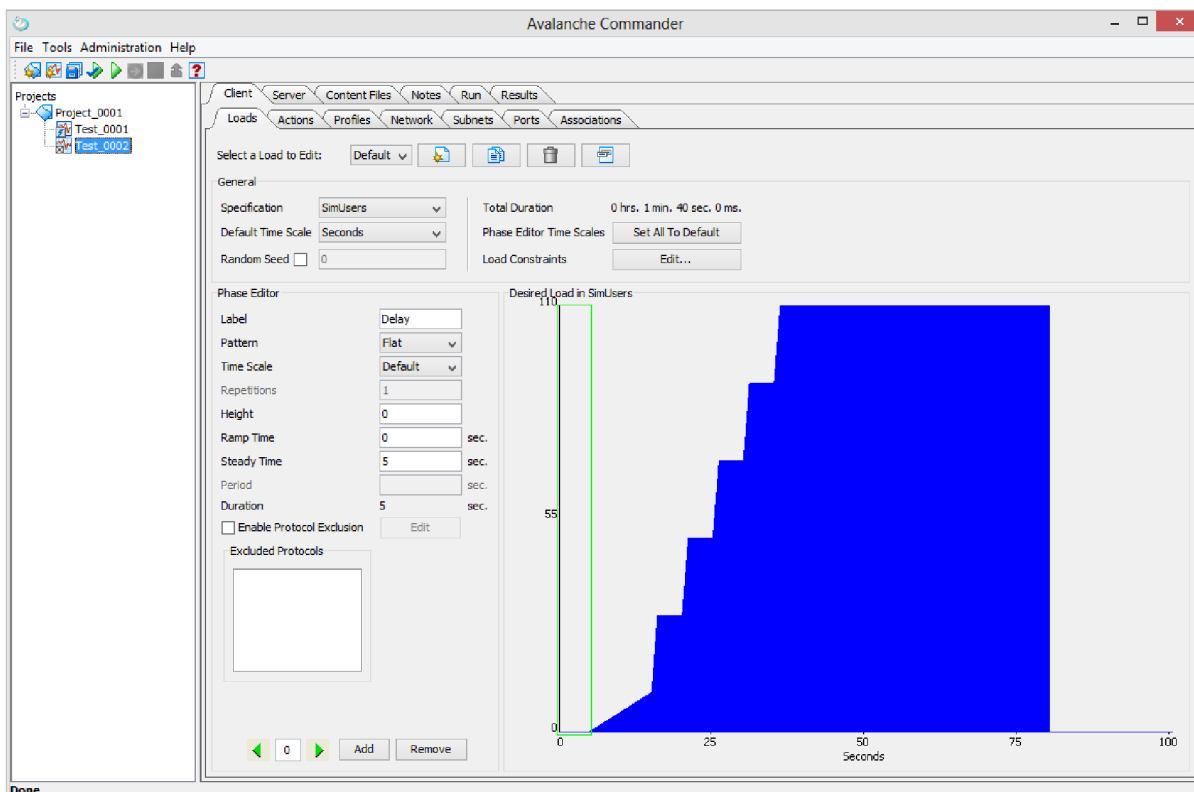 Avalanche Commander
File Tools Administration Help
Projects
Project_0001
Test_0001
Test_0002
Client Server Content Files Notes Run Results
Loads Actions Profiles Network Subnets Ports Associations
Select a Load to Edit: Default
General
Specification SimUsers Total Duration 0 hrs. 1 min. 40 sec. 0 ms.
Default Time Scale Seconds Phase Editor Time Scales Set All To Default
Random Seed 0 Load Constraints Edit...
Phase Editor
Label Delay
Pattern Flat
Time Scale Default
Repetitions 1
Height 0
Ramp Time 0 sec.
Steady Time 5 sec.
Period sec.
Duration 5 sec.
Enable Protocol Exclusion Edit
Excluded Protocols
0 Add Remove
Desired Load in SimUsers
110
55
0
0 25 50 75 100
Seconds
Done